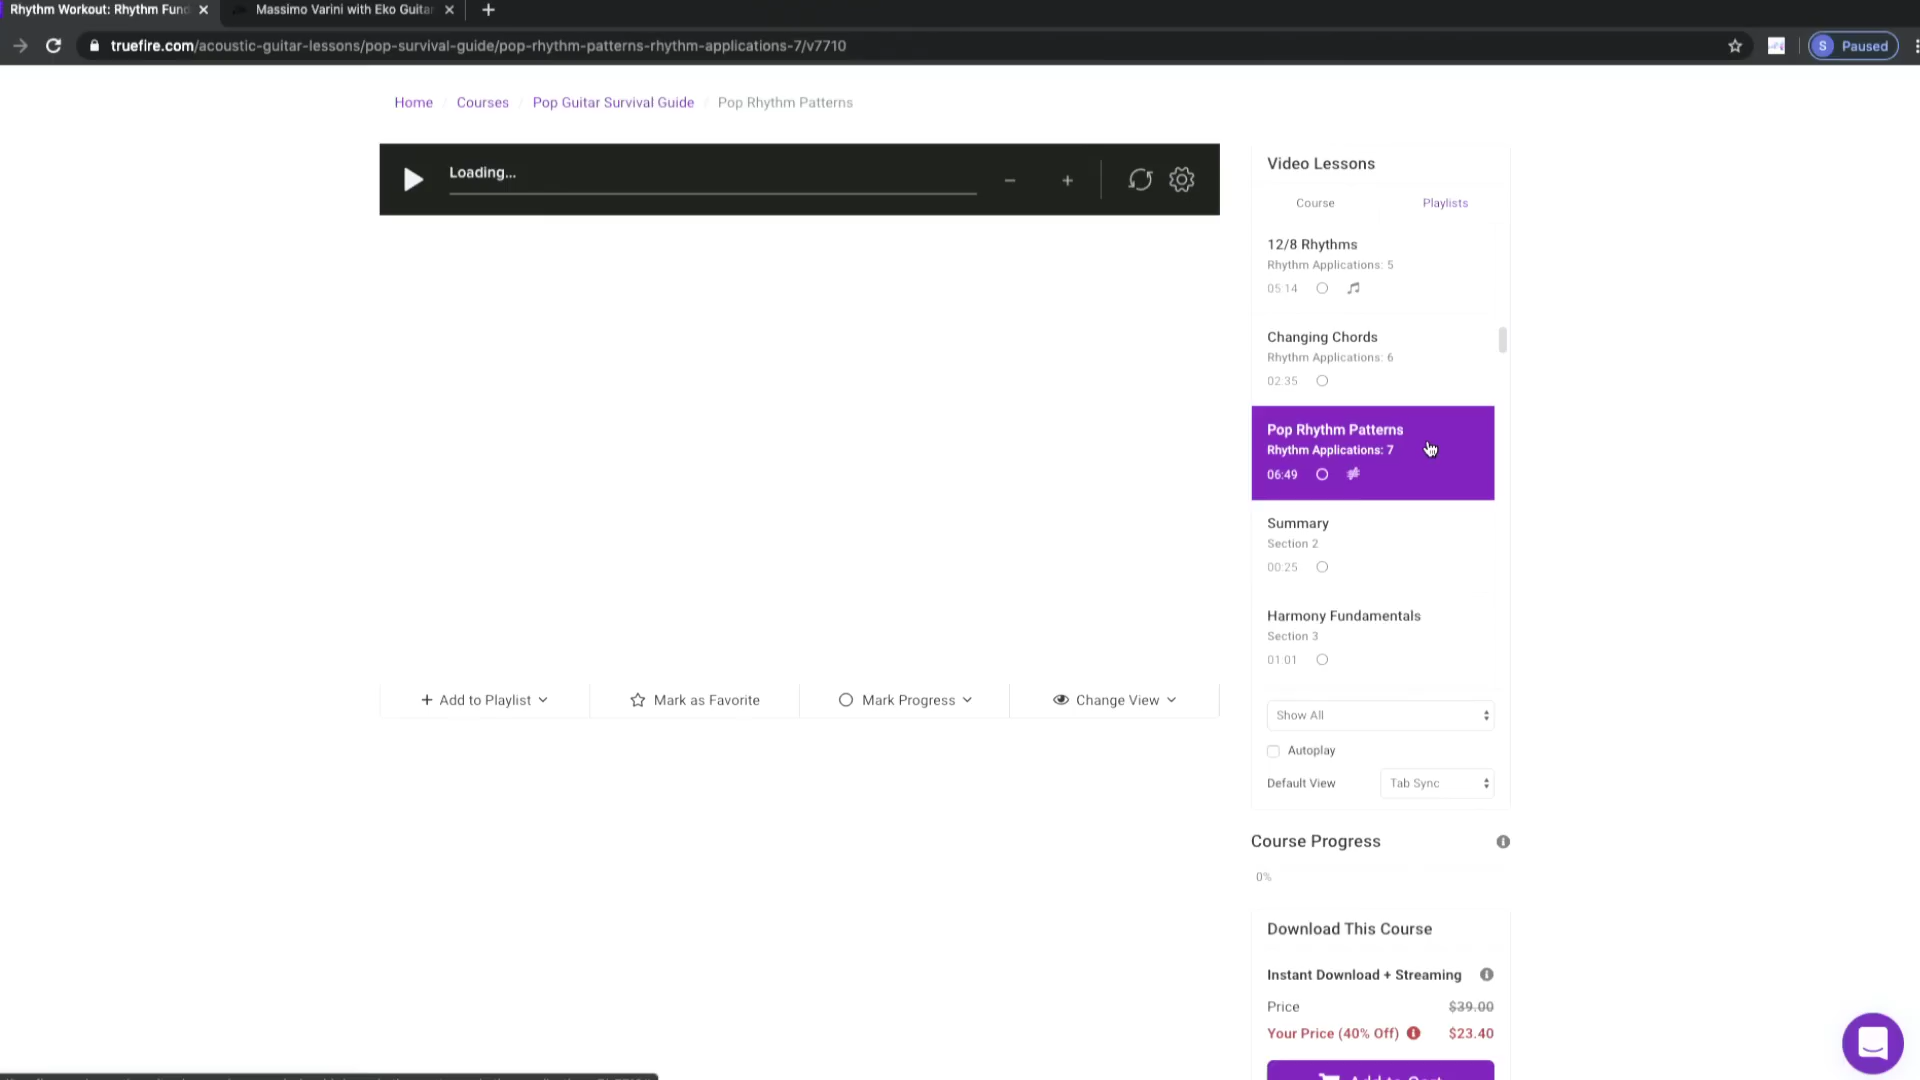 Rhythm Workout: Rhythm Fund
Massimo Varini with Eko Guitar
truefire.com/acoustic-guitar-lessons/pop-survival-guide/pop-rhythm-patterns-rhythm-applications-7/v7710
S Paused
Home / Courses / Pop Guitar Survival Guide / Pop Rhythm Patterns
Loading...
Video Lessons
Course Playlists
12/8 Rhythms
Rhythm Applications: 5
05:14
Changing Chords
Rhythm Applications: 6
02:35
Pop Rhythm Patterns
Rhythm Applications: 7
06:49
Summary
Section 2
00:25
Harmony Fundamentals
Section 3
01:01
+ Add to Playlist
Mark as Favorite
Mark Progress
Change View
Show All
Autoplay
Default View Tab Sync
Course Progress
0%
Download This Course
Instant Download + Streaming
Price $39.00
Your Price (40% Off) $23.40
Add to Cart